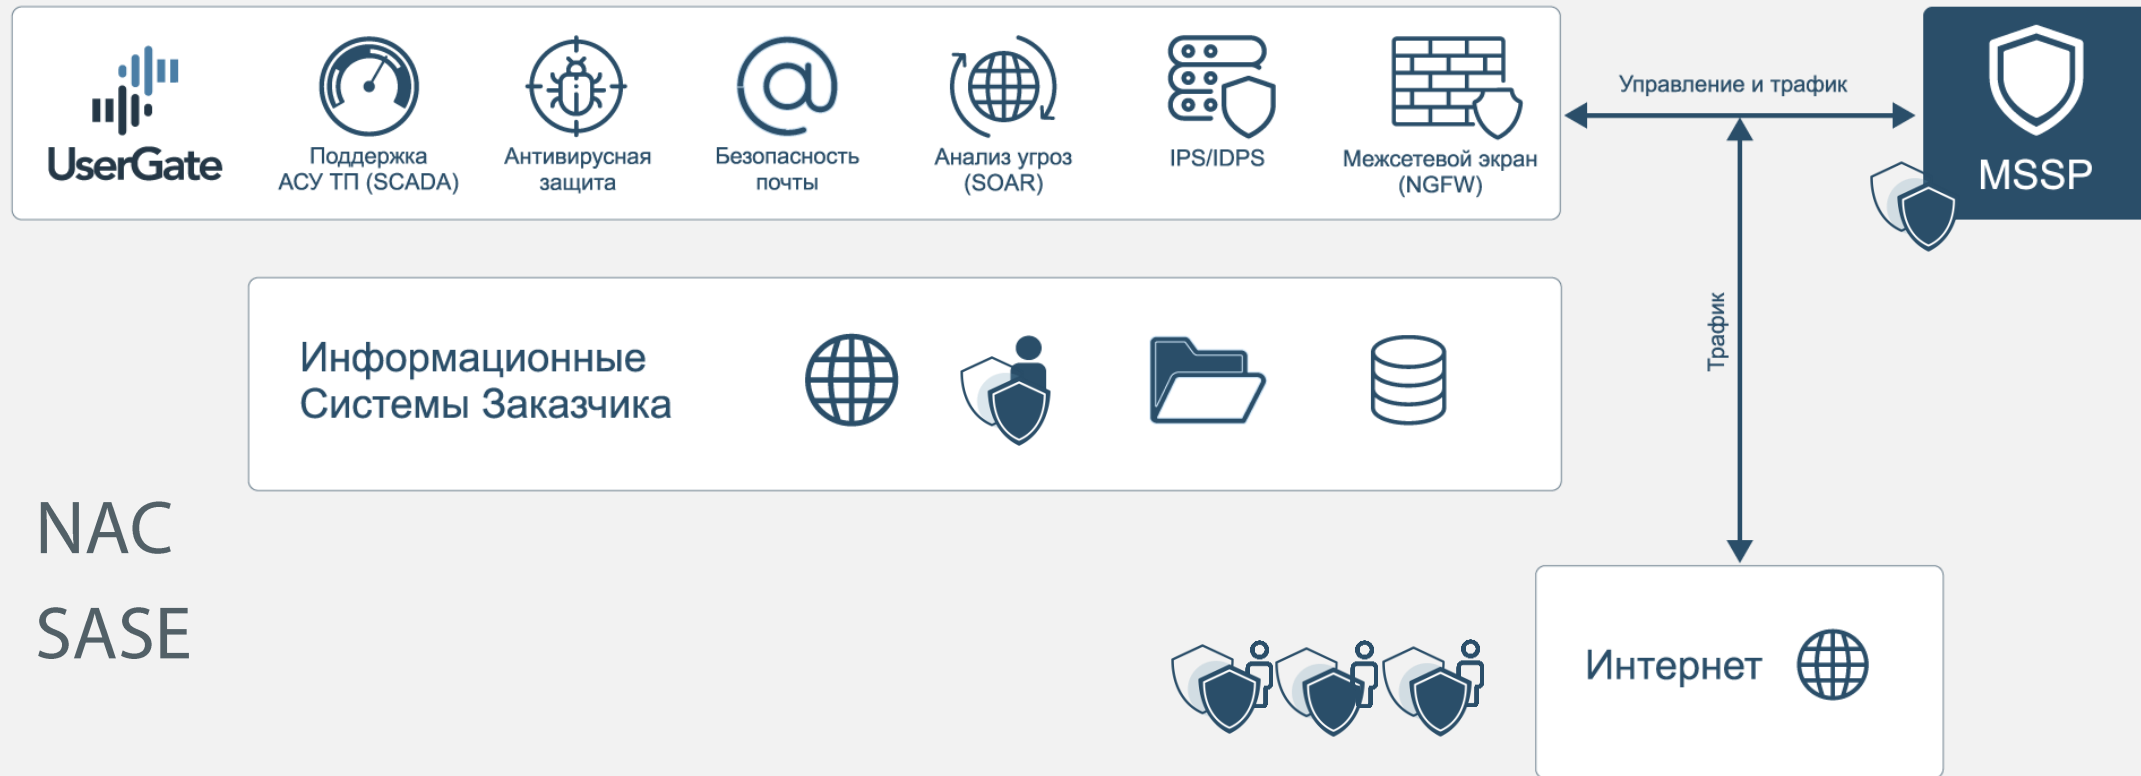 UserGate
Поддержка
АСУ ТП (SCADA)
Антивирусная
защита
Безопасность
почты
Анализ угроз
(SOAR)
IPS/IDPS
Межсетевой экран
(NGFW)
Управление и трафик
MSSP
Трафик
Информационные
Системы Заказчика
NAC
SASE
Интернет